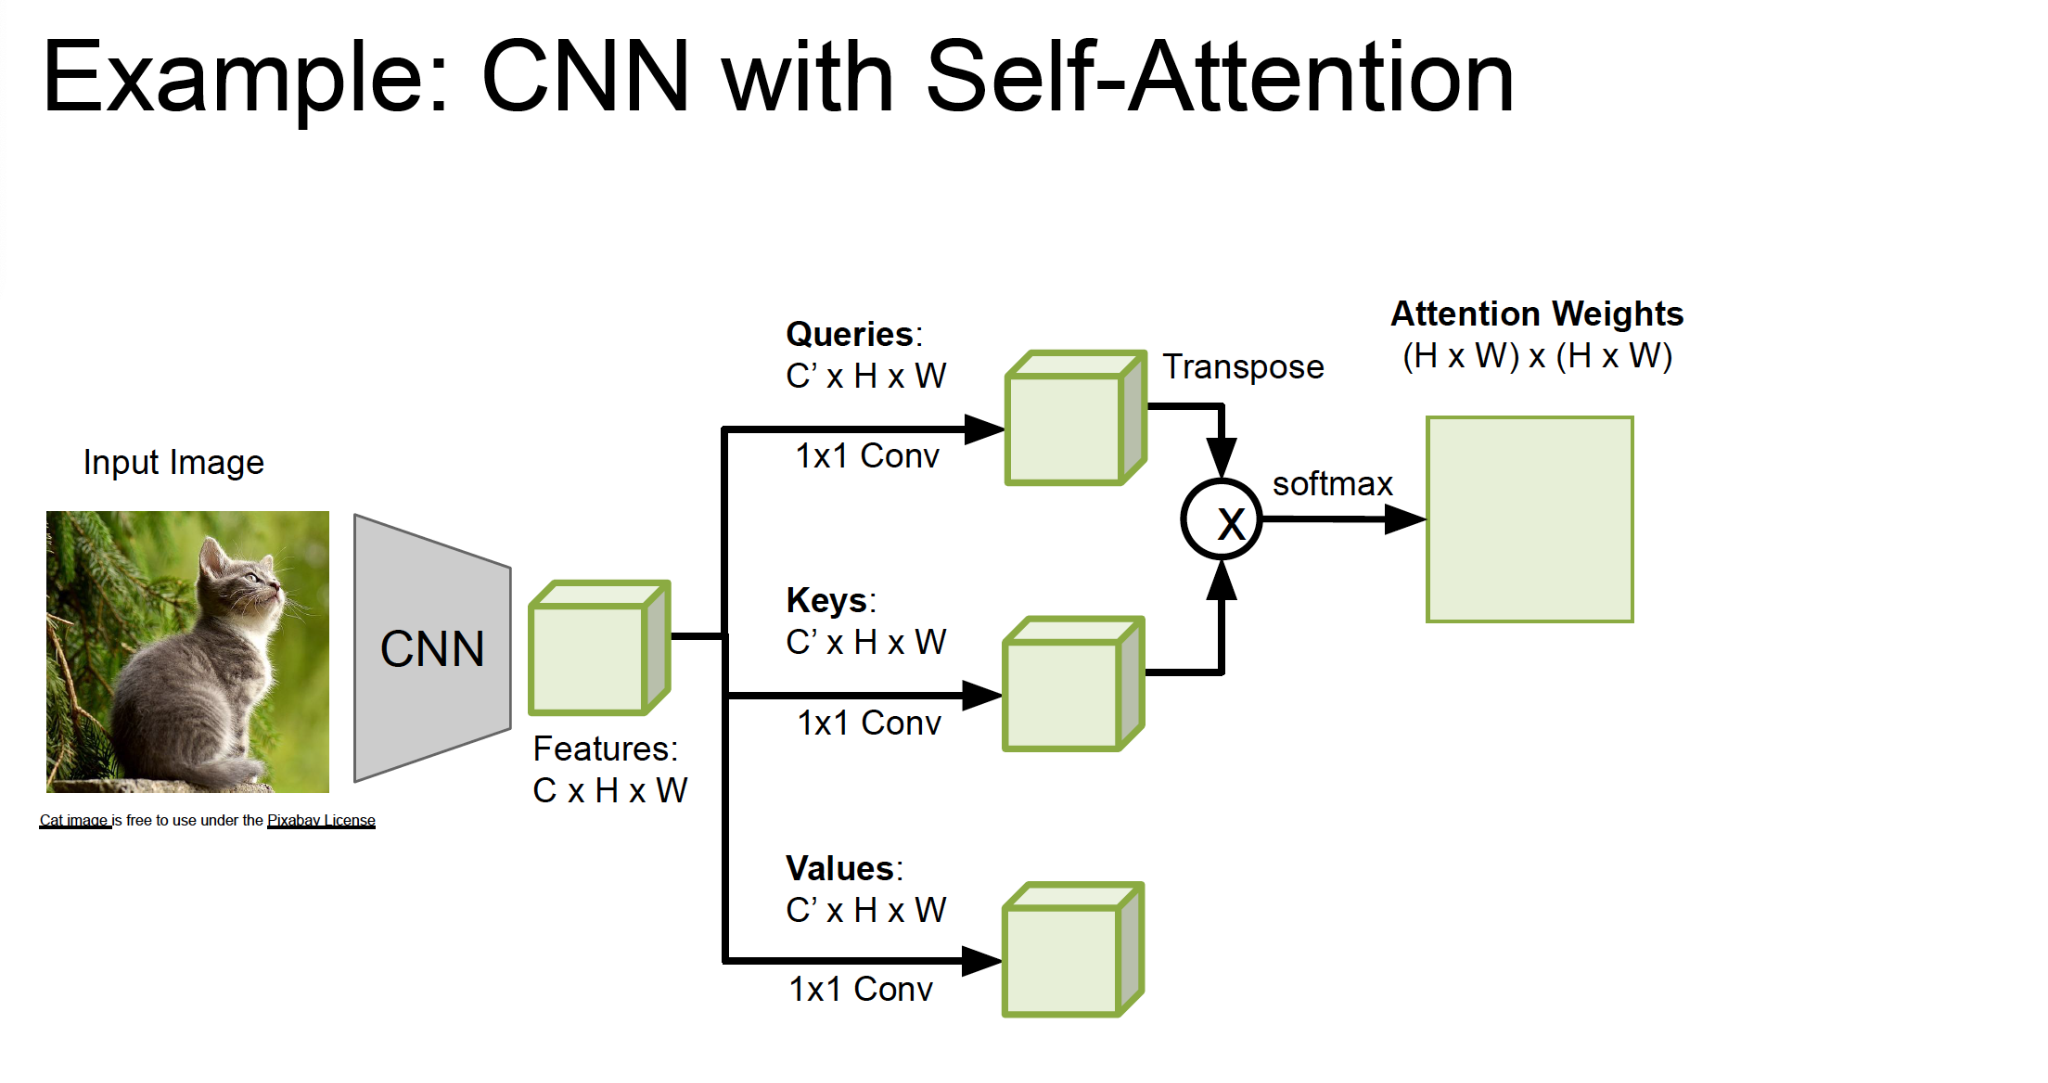 Example: CNN with Self-Attention
Input Image
CNN
Features:
C x H x W
Cat image is free to use under the Pixabay License
Queries:
C’ x H x W
1x1 Conv
Keys:
C’ x H x W
1x1 Conv
Values:
C’ x H x W
1x1 Conv
Transpose
X
softmax
Attention Weights
(H x W) x (H x W)